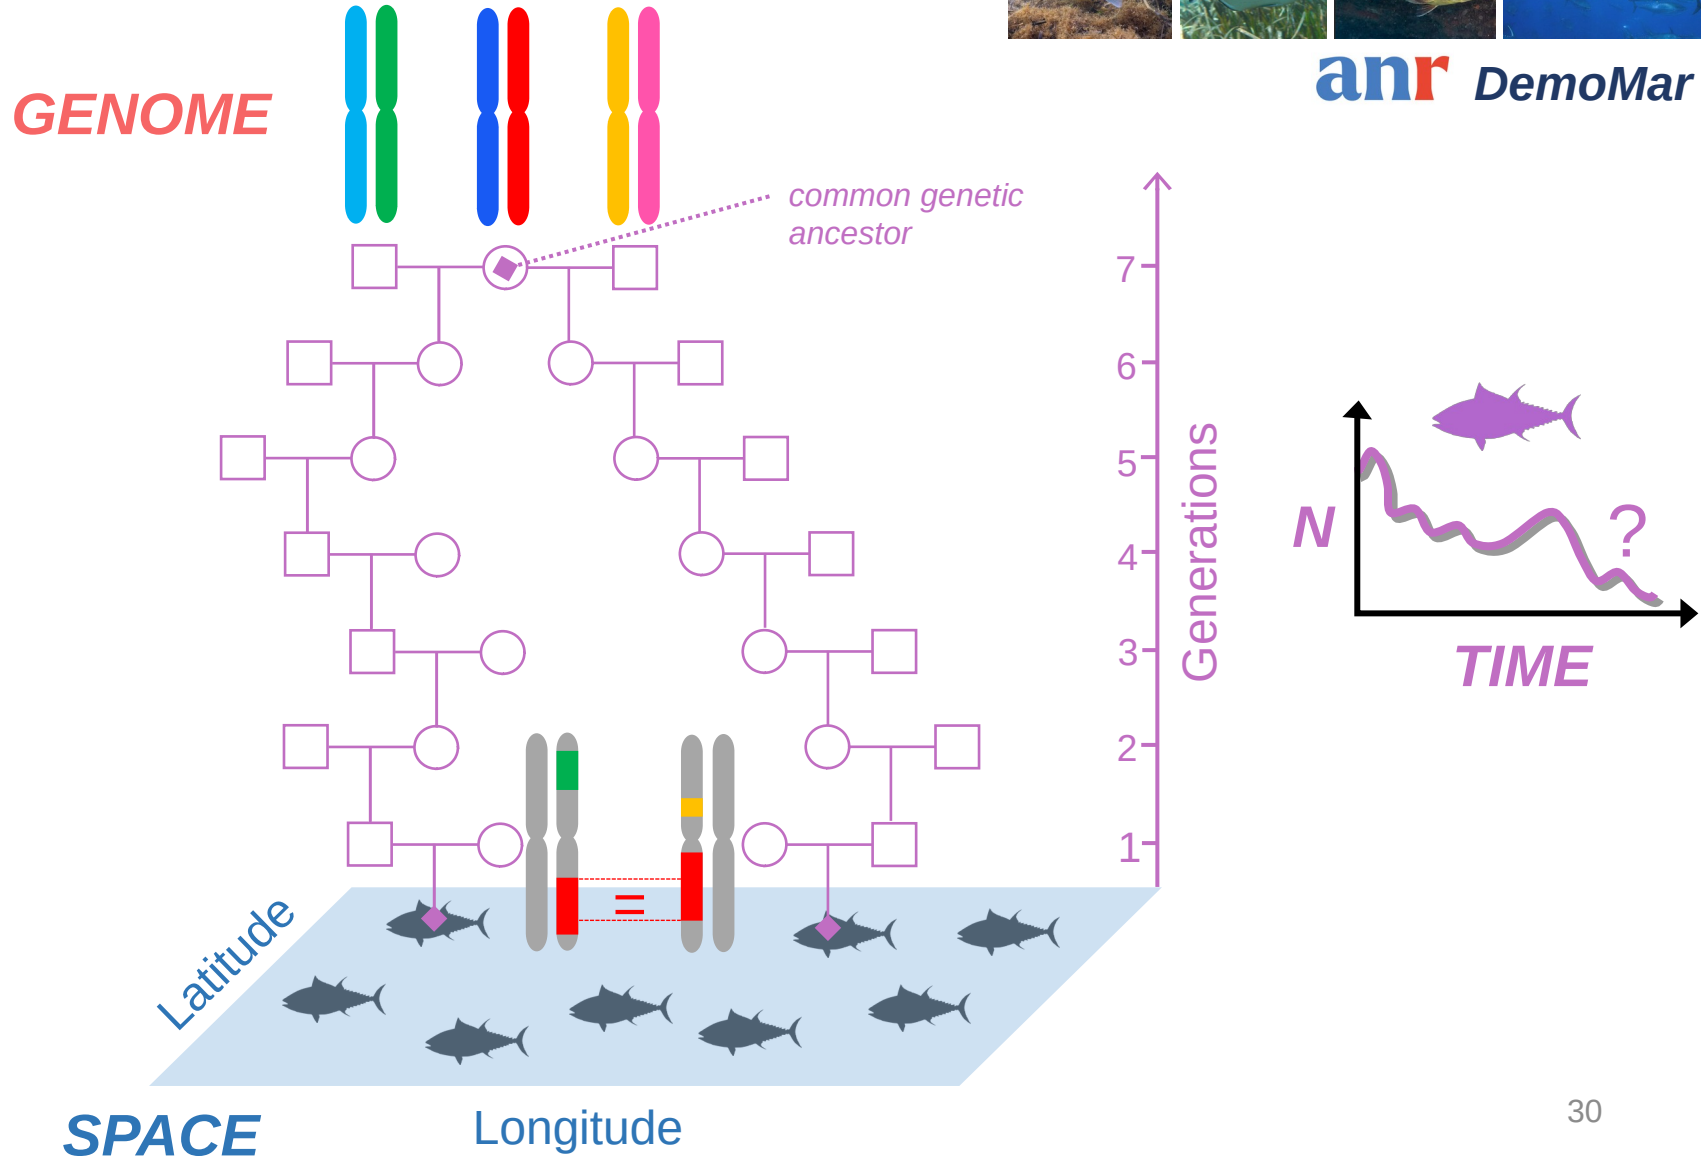 GENOME
anr DemoMar
common genetic
ancestor
7
6
5
4
3
2
1
Generations
N
?
TIME
=
Latitude
Longitude
SPACE
30